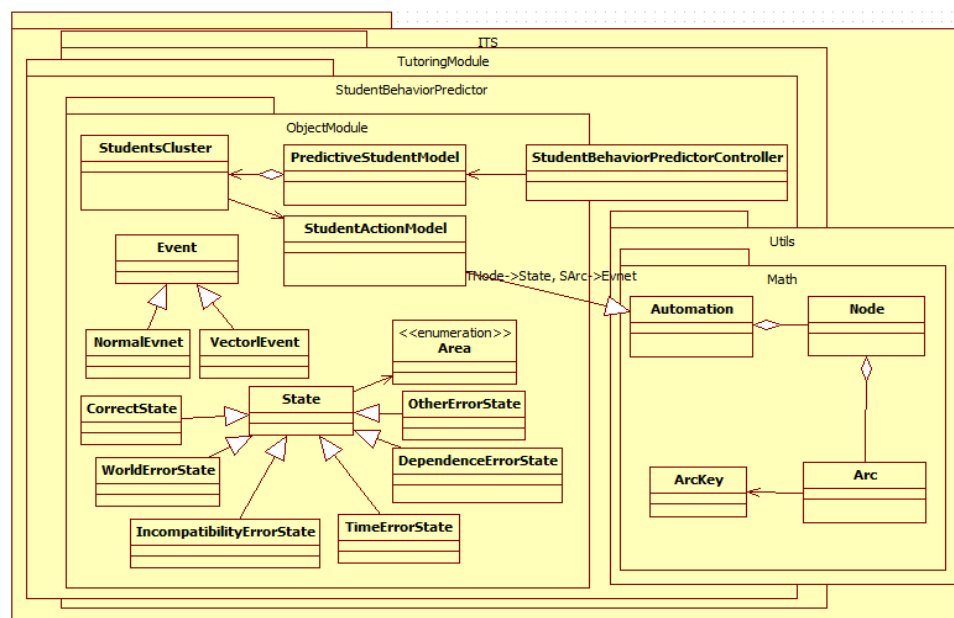 ITS
TutoringModule
StudentBehaviorPredictor
ObjectModule
StudentsCluster
PredictiveStudentModel
StudentBehaviorPredictorController
StudentActionModel
Event
Utils
TNode->State, SArc->Evnet
Math
NormalEvnet
VectorlEvent
<<enumeration>>
Area
Automation
Node
CorrectState
State
OtherErrorState
WorldErrorState
DependenceErrorState
ArcKey
Arc
IncompatibilityErrorState
TimeErrorState